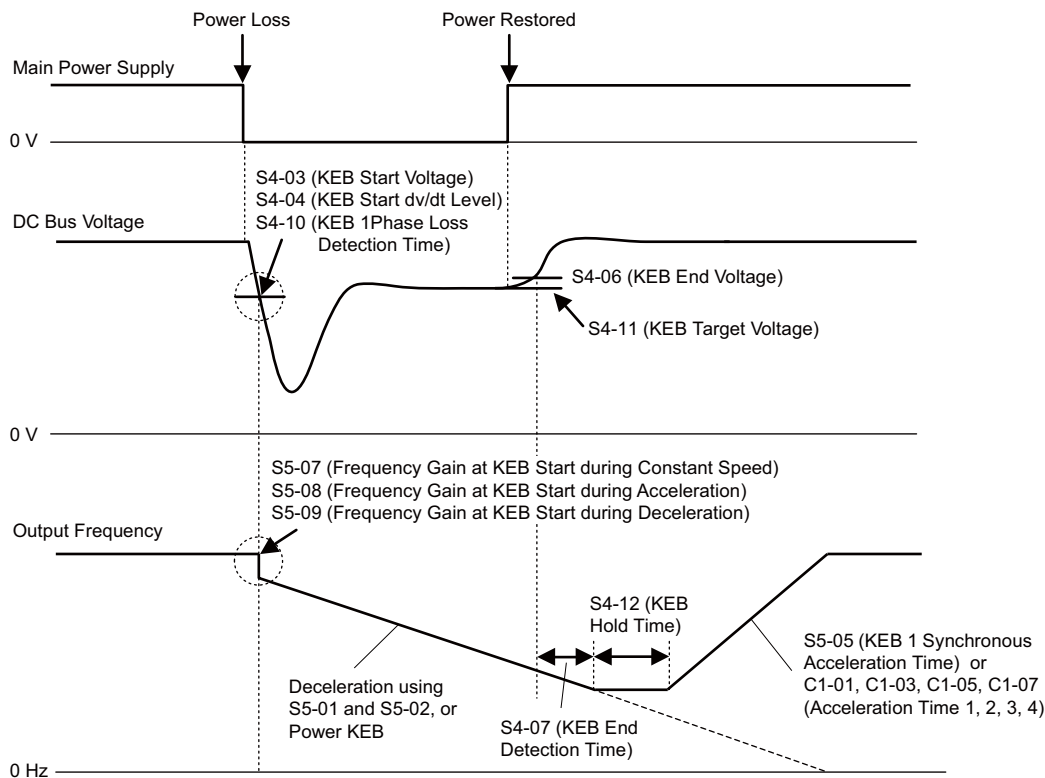 Power Loss
Power Restored
Main Power Supply
0 V
S4-03 (KEB Start Voltage)
S4-04 (KEB Start dv/dt Level)
S4-10 (KEB 1Phase Loss
Detection Time)
DC Bus Voltage
S4-06 (KEB End Voltage)
S4-11 (KEB Target Voltage)
0 V
S5-07 (Frequency Gain at KEB Start during Constant Speed)
S5-08 (Frequency Gain at KEB Start during Acceleration)
S5-09 (Frequency Gain at KEB Start during Deceleration)
Output Frequency
S4-12 (KEB
Hold Time)
S5-05 (KEB 1 Synchronous
Acceleration Time) or
C1-01, C1-03, C1-05, C1-07
(Acceleration Time 1, 2, 3, 4)
Deceleration using
S5-01 and S5-02, or
Power KEB
S4-07 (KEB End
Detection Time)
0 Hz